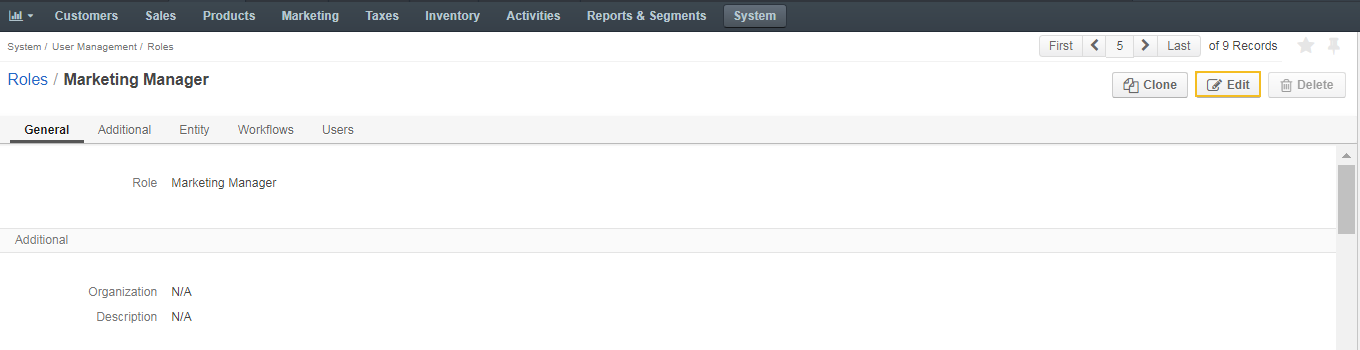 Customers Sales Products Marketing Taxes Inventory Activities Reports & Segments System
System / User Management / Roles First 5 Last of 9 Records
Roles / Marketing Manager Clone Edit Delete
General Additional Entity Workflows Users
Role Marketing Manager
Additional
Organization N/A
Description N/A